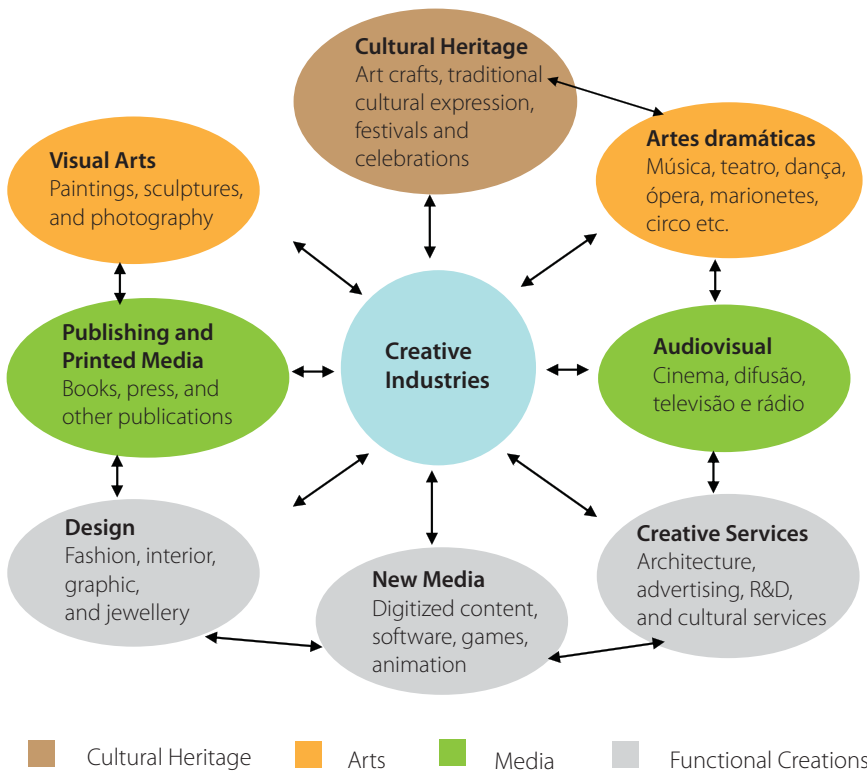 Cultural Heritage
Art crafts, traditional
cultural expression,
festivals and
celebrations
Visual Arts
Paintings, sculptures,
and photography
Artes dramáticas
Música, teatro, dança,
ópera, marionetes,
circo etc.
Publishing and
Printed Media
Books, press, and
other publications
Creative
Industries
Audiovisual
Cinema, difusão,
televisão e rádio
Design
Fashion, interior,
graphic,
and jewellery
New Media
Digitized content,
software, games,
animation
Creative Services
Architecture,
advertising, R&D,
and cultural services
Cultural Heritage
Arts
Media
Functional Creations